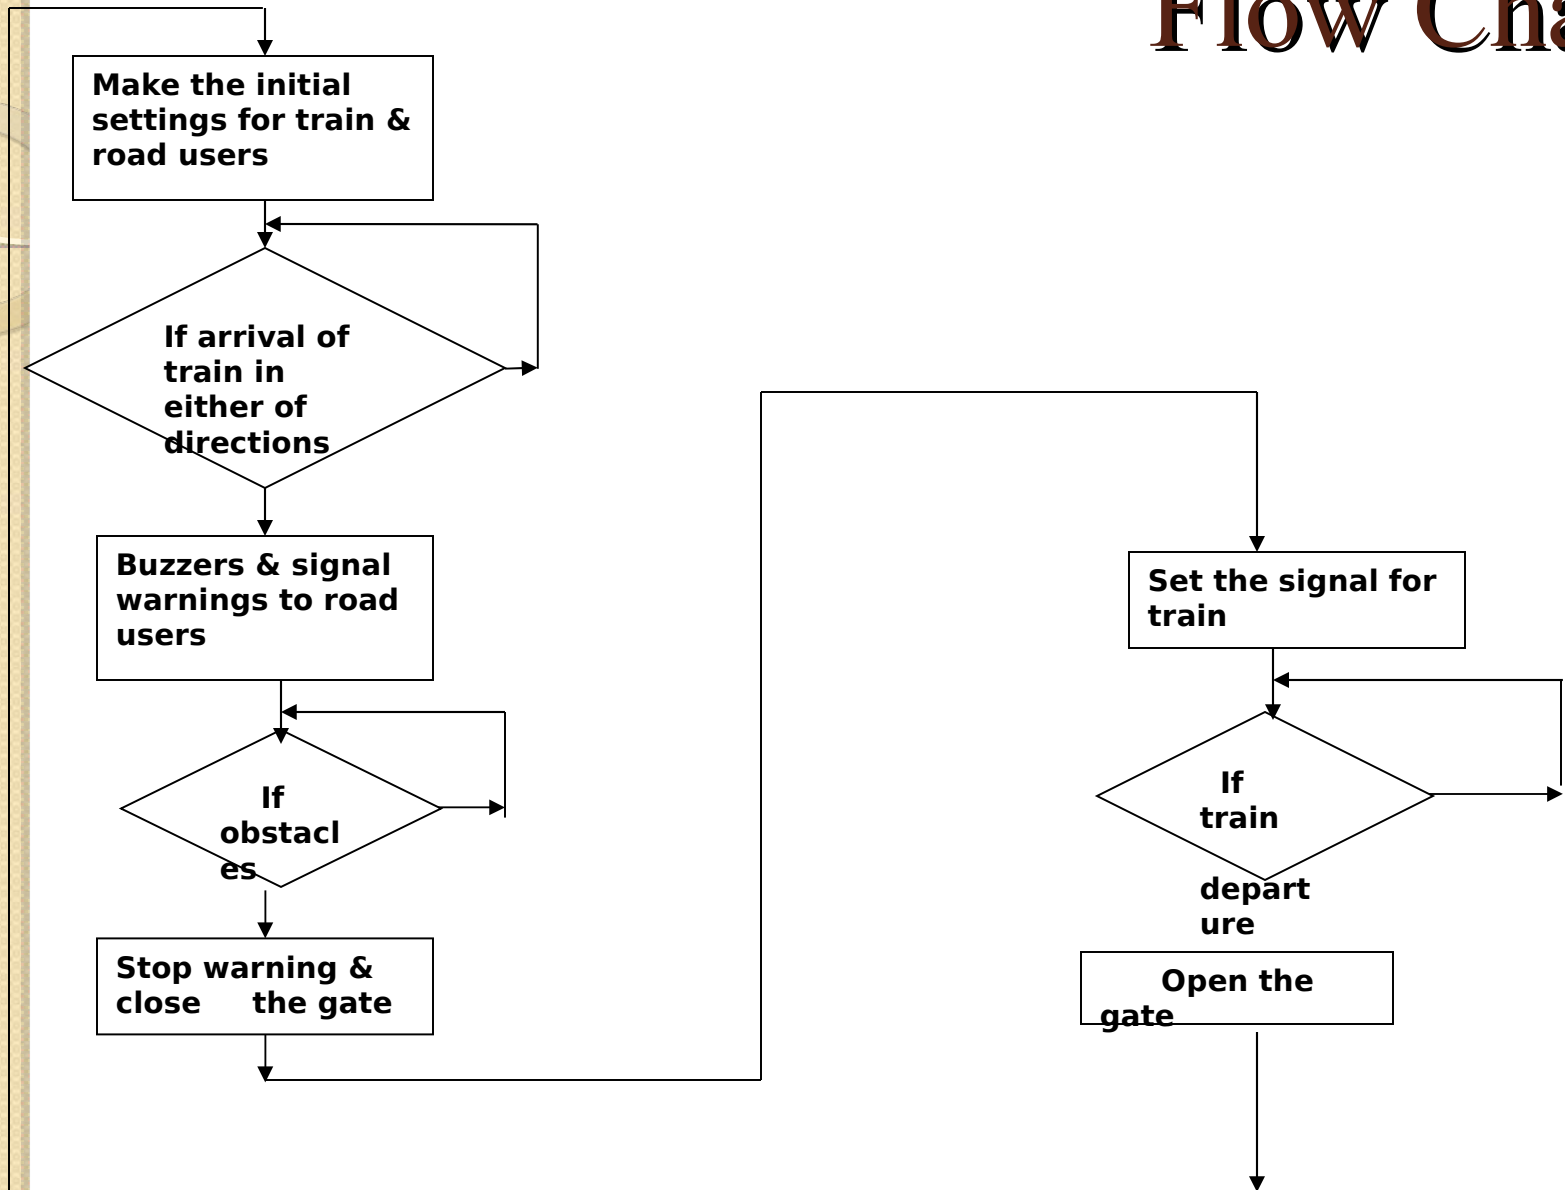 Flow Cha
Make the initial
settings for train &
road users
If arrival of
train in
either of
directions
Buzzers & signal
warnings to road
users
If
obstacl
es
Stop warning &
close the gate
Set the signal for
train
If
train
depart
ure
Open the
gate